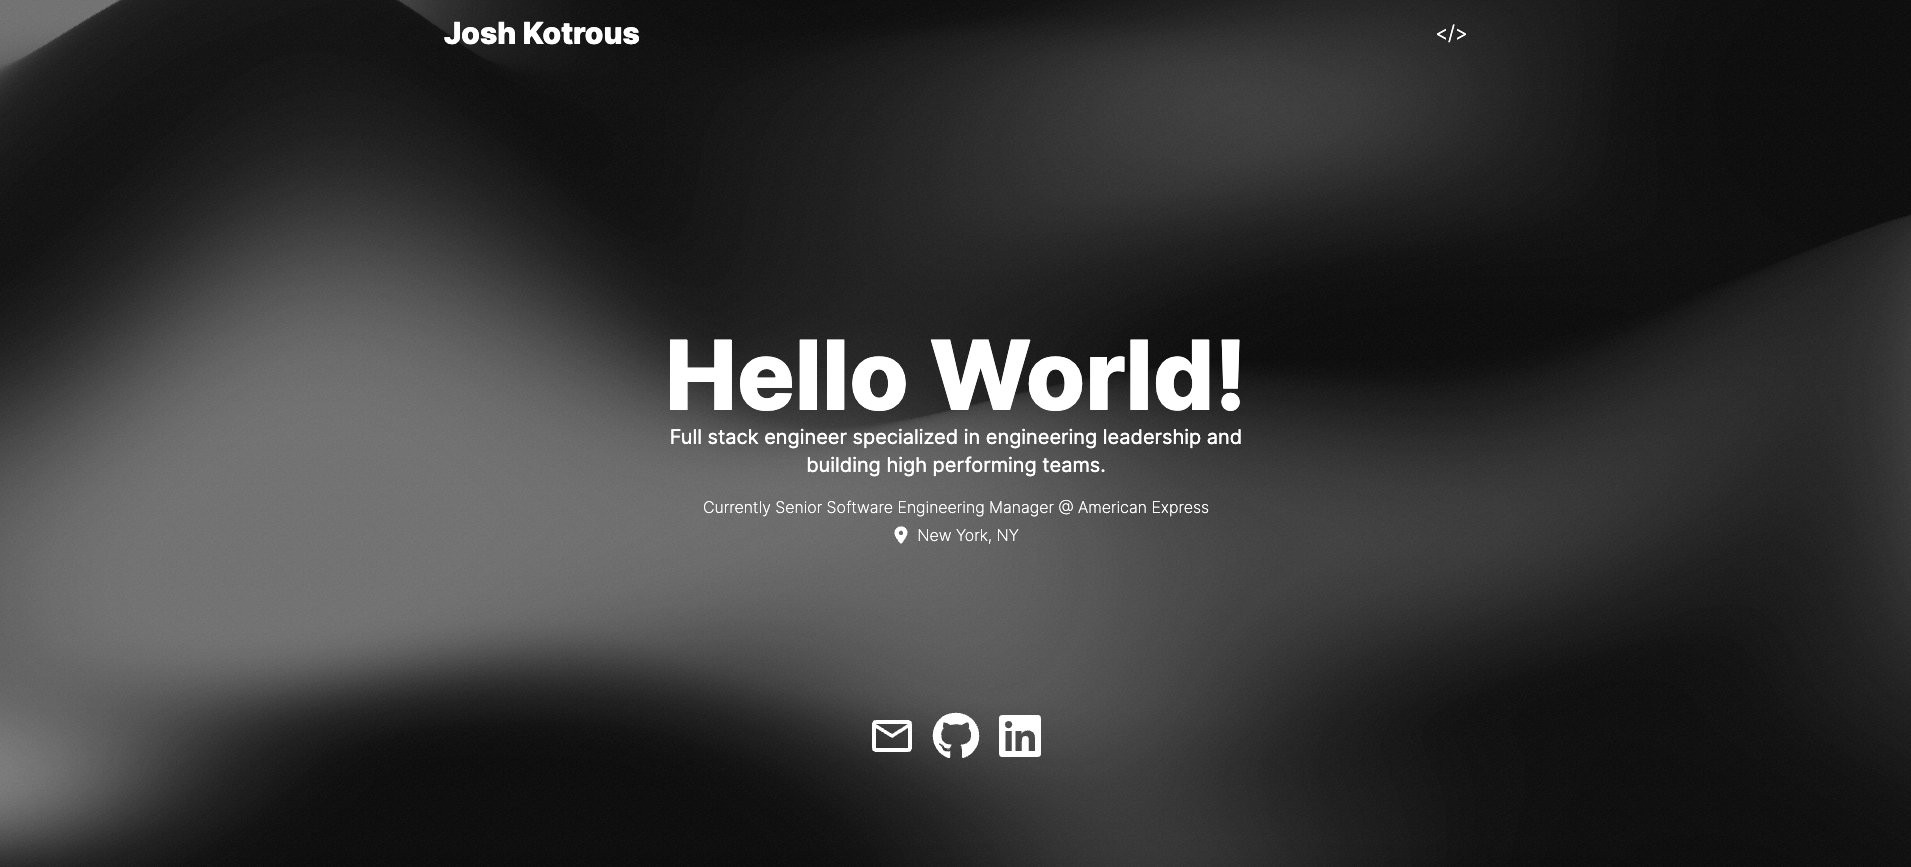 Josh Kotrous
</>
Hello World!
Full stack engineer specialized in engineering leadership and
building high performing teams.
Currently Senior Software Engineering Manager @ American Express
New York, NY
in